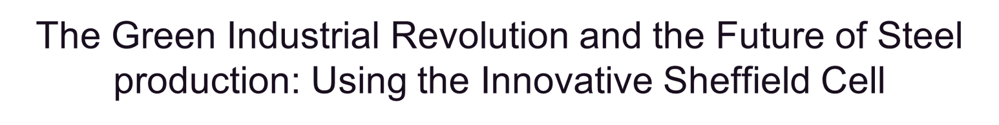 The Green Industrial Revolution and the Future of Steel
production: Using the Innovative Sheffield Cell